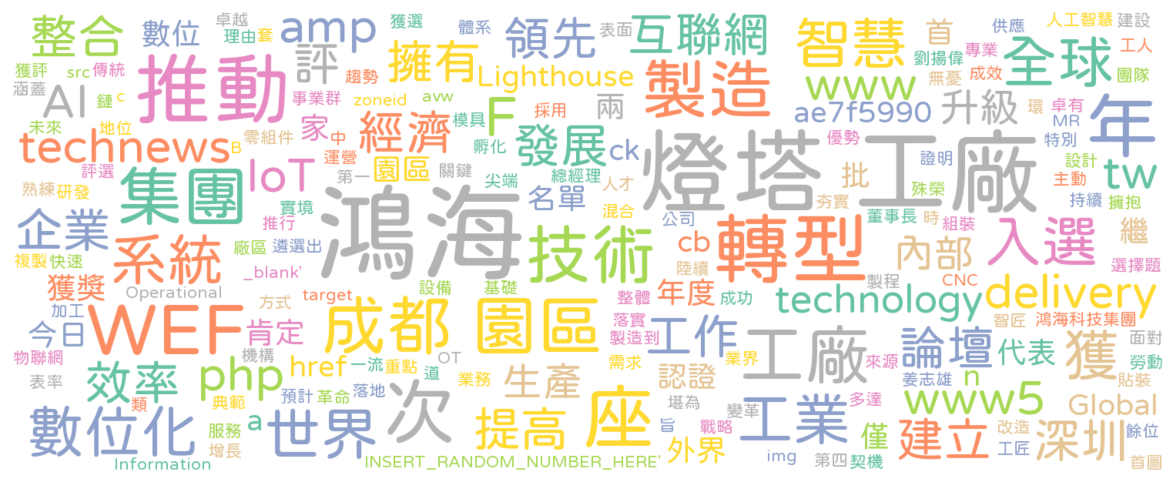 整合 數位 卓越 理由 套 amp 獲選 體系 領先 表面 互聯網 智慧 首 供應 人工智慧 建設
獲評 src 傳統 推動 評 趨勢 擁有 Lighthouse 製造 www 劉揚偉 無憂 專業 成效 全球 工人 團隊
涵蓋 AI 鏈 c 事業群 zoneid avw F 採用 兩 ae7f5990 升級 環 卓有 MR 年
未來 地位 B 零組件 家 中 經濟 模具 孵化 發展 ck 燈塔 工廠 優勢 特別
technews 評選 集團 IoT 運營 第一 園區 關鍵 尖端 總經理 名單 人才 批 證明 殊榮 設計 主動 tw 持續 擁抱
熟練 研發 實境 推行 鴻海 混合 夯實 董事長 時 組裝 入選 繼
企業 系統 廠區 遴選出 技術 公司 cb 轉型 內部 選擇題
複製 快速 _blank' 設備 基礎 陸續 製程 CNC
獲獎 Operational 方式 target 成都 園區 整體 年度 成功 technology delivery
加工 今日 WEF 肯定 落實 製造到 工作 智匠 鴻海科技集團
物聯網 機構 href 一流 重點 OT 需求 業界 工廠 來源 論壇 代表 獲 面對 勞動
表率 效率 php 預計 革命 落地 道 業務 生產 認證 姜志雄 n 貼裝
類 典範 次 堪為 變革 多達 www5 Global
數位化 服務 增長 a 世界 提高 座 旨 戰略 工業 僅 建立 改造 工匠 深圳 餘位
Information INSERT_RANDOM_NUMBER_HERE' 外界 img 第四 契機 首圖